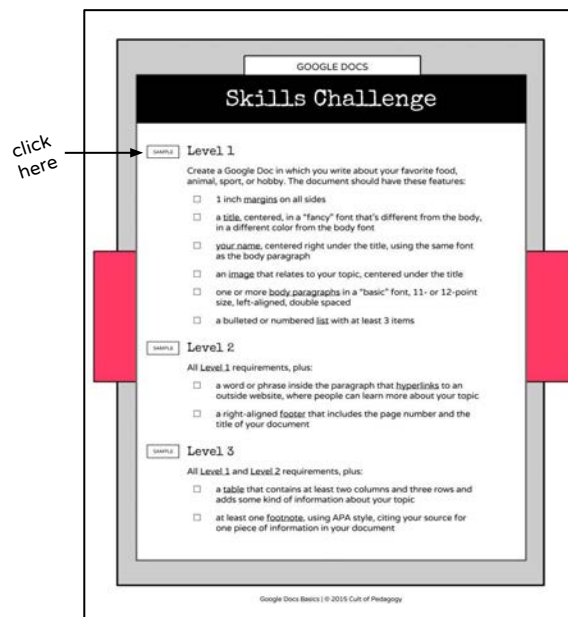 GOOGLE DOCS
Skills Challenge
click
here
SAMPLE
Level 1
Create a Google Doc in which you write about your favorite food,
animal, sport, or hobby. The document should have these features:
1 inch margins on all sides
a title, centered, in a “fancy” font that’s different from the body,
in a different color from the body font
your name, centered right under the title, using the same font
as the body paragraph
an image that relates to your topic, centered under the title
one or more body paragraphs in a “basic” font, 11- or 12-point
size, left-aligned, double spaced
a bulleted or numbered list with at least 3 items
SAMPLE
Level 2
All Level 1 requirements, plus:
a word or phrase inside the paragraph that hyperlinks to an
outside website, where people can learn more about your topic
a right-aligned footer that includes the page number and the
title of your document
SAMPLE
Level 3
All Level 1 and Level 2 requirements, plus:
a table that contains at least two columns and three rows and
adds some kind of information about your topic
at least one footnote, using APA style, citing your source for
one piece of information in your document
Google Docs Basics | © 2015 Cult of Pedagogy